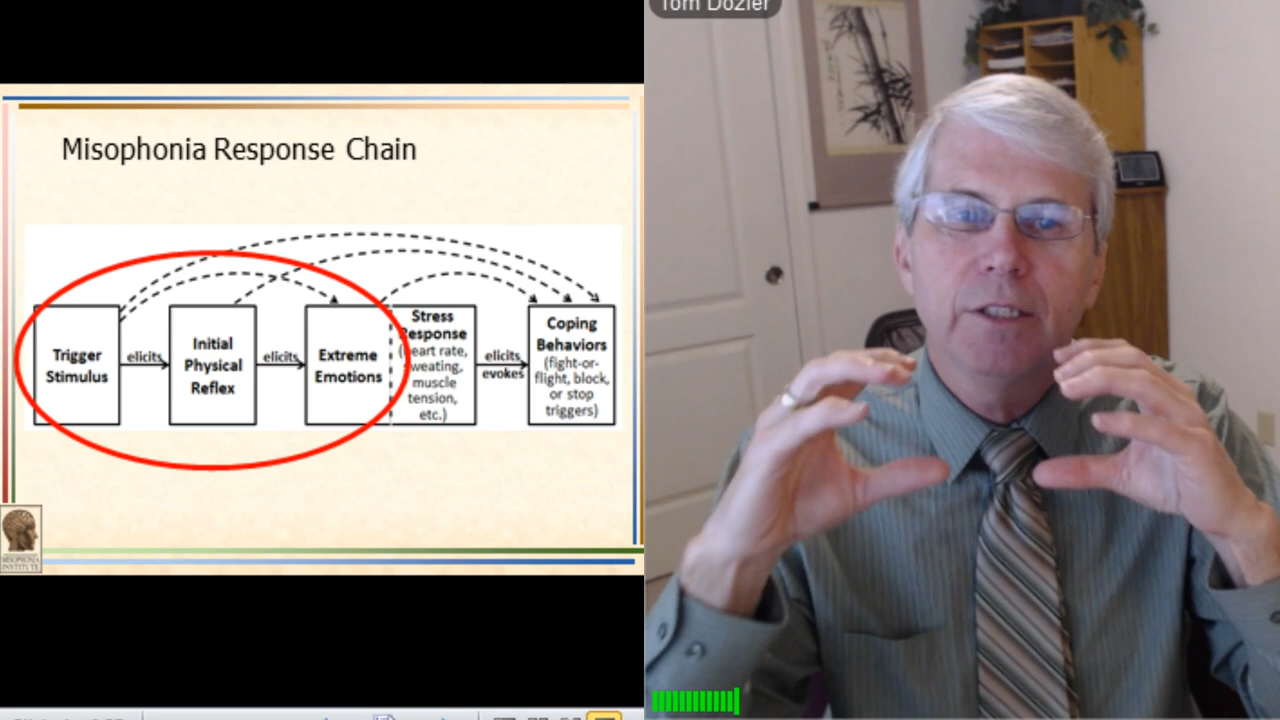 Tom Dozier
Misophonia Response Chain
Trigger
Stimulus
elicits
Initial
Physical
Reflex
elicits
Extreme
Emotions
Stress
Response
(heart rate,
sweating,
muscle
tension,
etc.)
elicits
evokes
Coping
Behaviors
(fight-or-
flight, block,
or stop
triggers)
MISOPHONIA
INSTITUTE